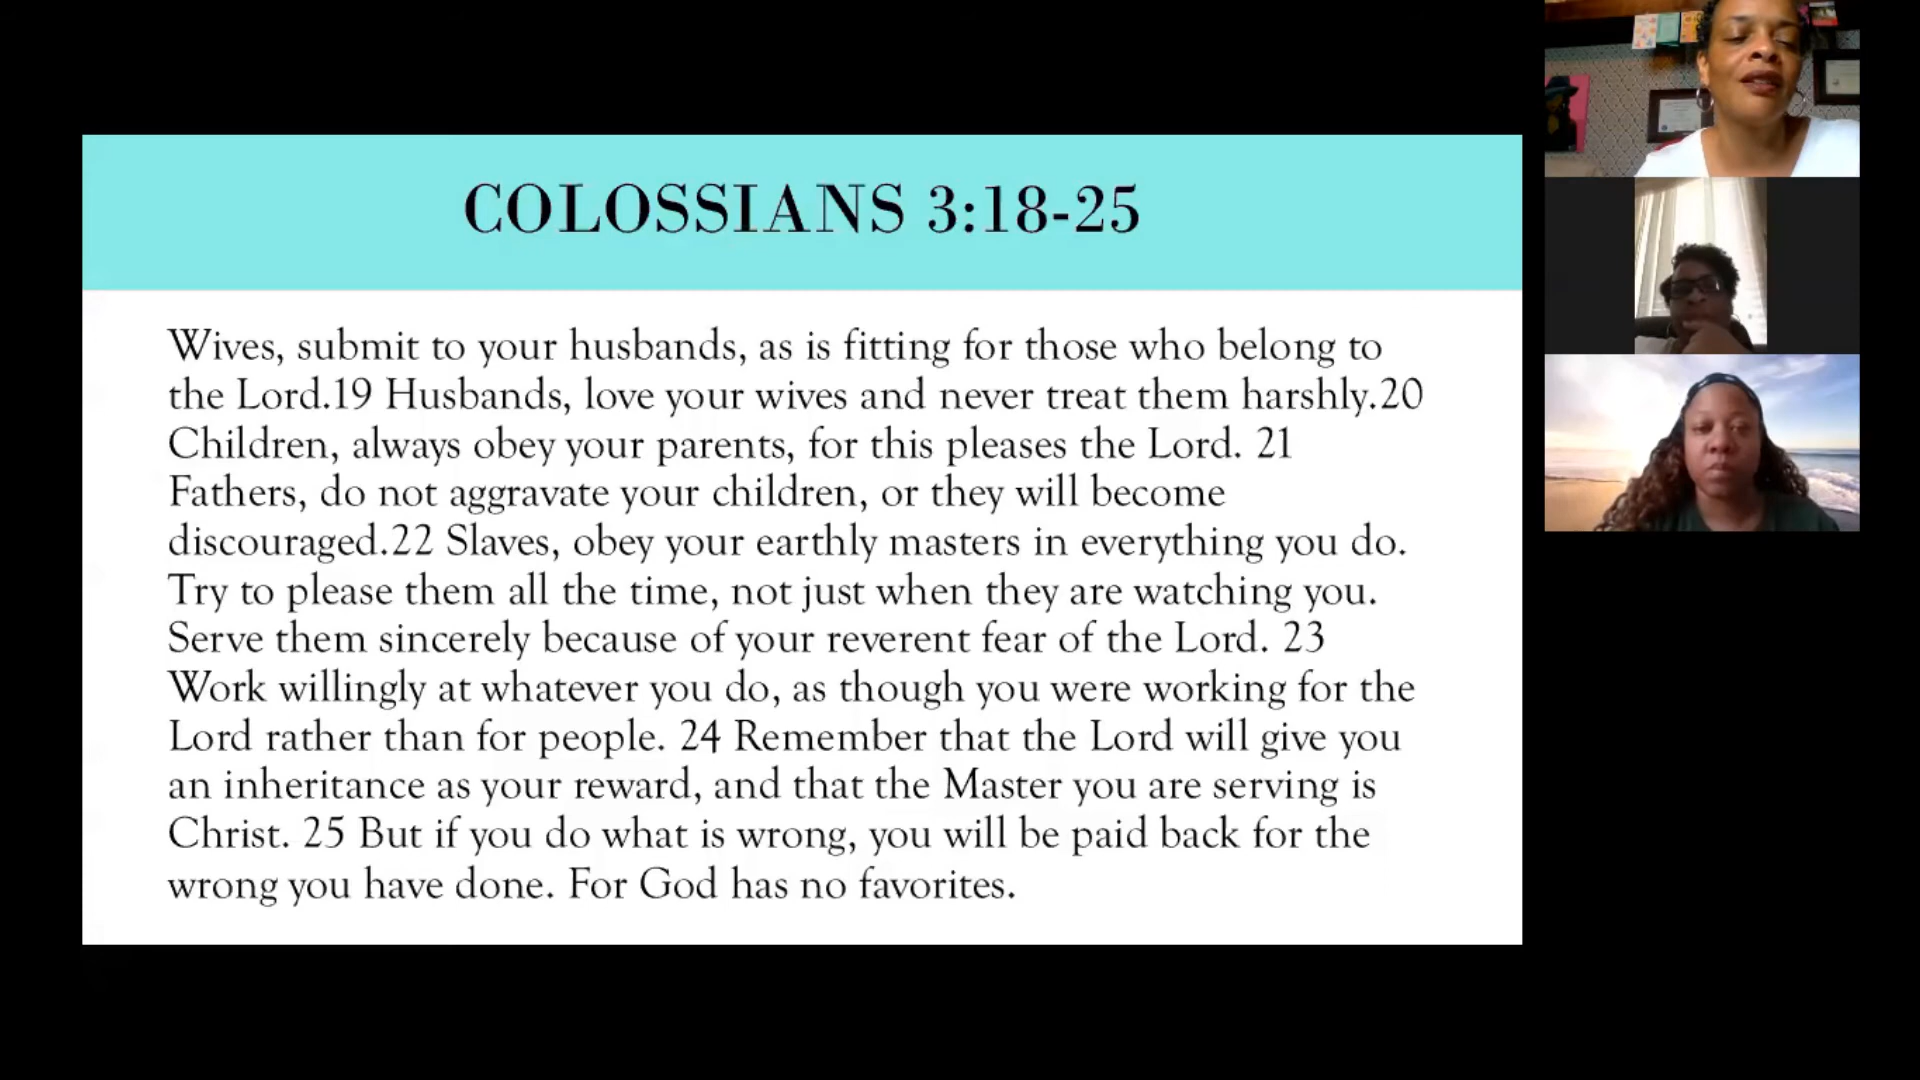 COLOSSIANS 3:18-25
Wives, submit to your husbands, as is fitting for those who belong to
the Lord.19 Husbands, love your wives and never treat them harshly.20
Children, always obey your parents, for this pleases the Lord. 21
Fathers, do not aggravate your children, or they will become
discouraged.22 Slaves, obey your earthly masters in everything you do.
Try to please them all the time, not just when they are watching you.
Serve them sincerely because of your reverent fear of the Lord. 23
Work willingly at whatever you do, as though you were working for the
Lord rather than for people. 24 Remember that the Lord will give you
an inheritance as your reward, and that the Master you are serving is
Christ. 25 But if you do what is wrong, you will be paid back for the
wrong you have done. For God has no favorites.